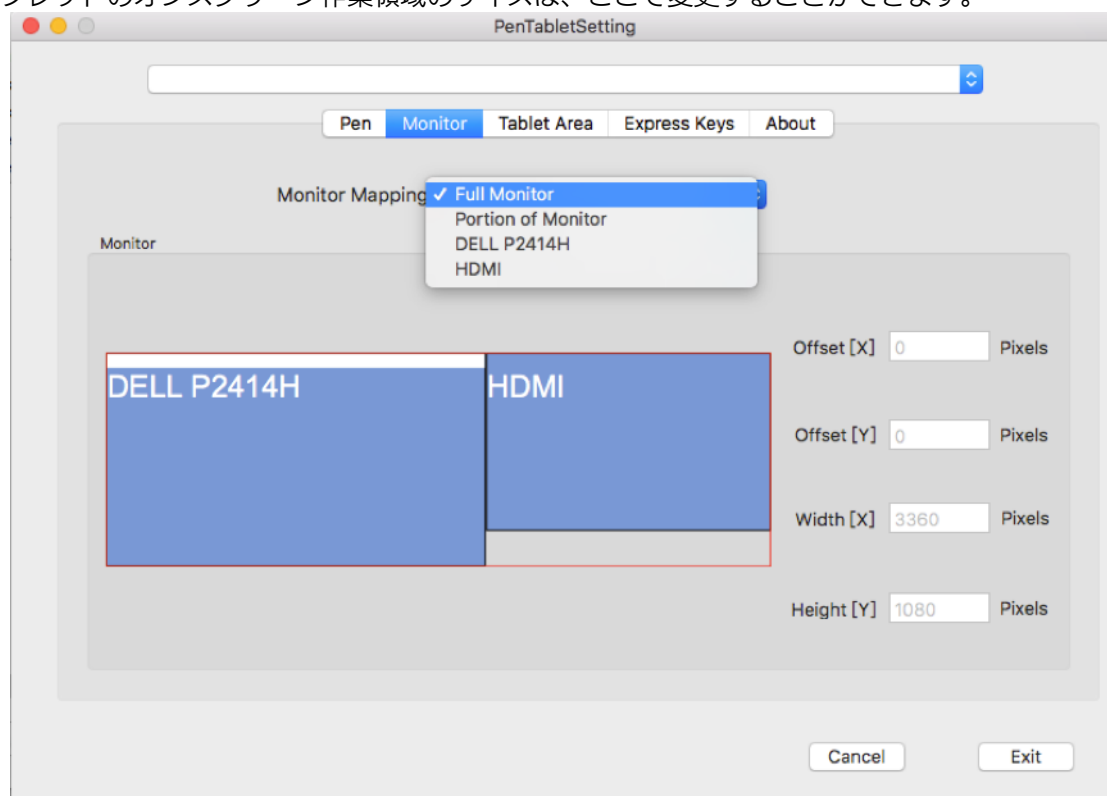 PenTabletSetting
Pen Monitor Tablet Area Express Keys About
Monitor Mapping ✓ Full Monitor
Portion of Monitor
DELL P2414H
HDMI
Monitor
DELL P2414H HDMI
Offset [X] 0 Pixels
Offset [Y] 0 Pixels
Width [X] 3360 Pixels
Height [Y] 1080 Pixels
Cancel Exit